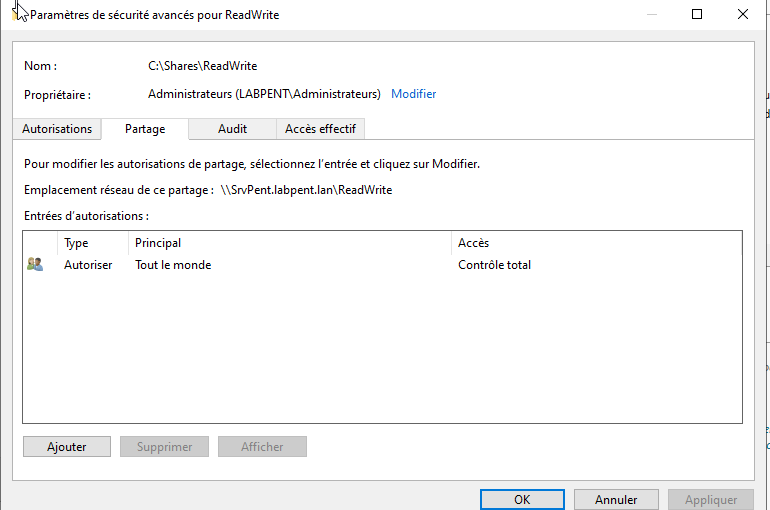 Paramètres de sécurité avancés pour ReadWrite
Nom : C:\Shares\ReadWrite
Propriétaire : Administrateurs (LABPENT\Administrateurs) Modifier
Autorisations Partage Audit Accès effectif
Pour modifier les autorisations de partage, sélectionnez l'entrée et cliquez sur Modifier.
Emplacement réseau de ce partage : \\SrvPent.labpent.lan\ReadWrite
Entrées d'autorisations :
Type Principal Accès
Autoriser Tout le monde Contrôle total
Ajouter Supprimer Afficher
OK Annuler Appliquer